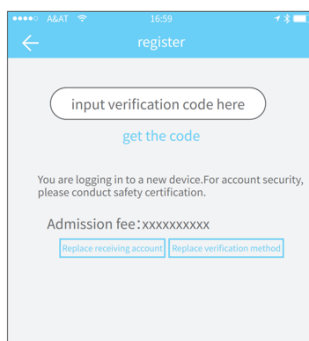 A&AT 16:59
register
input verification code here
get the code
You are logging in to a new device.For account security,
please conduct safety certification.
Admission fee:xxxxxxxxxx
Replace receiving account Replace verification method